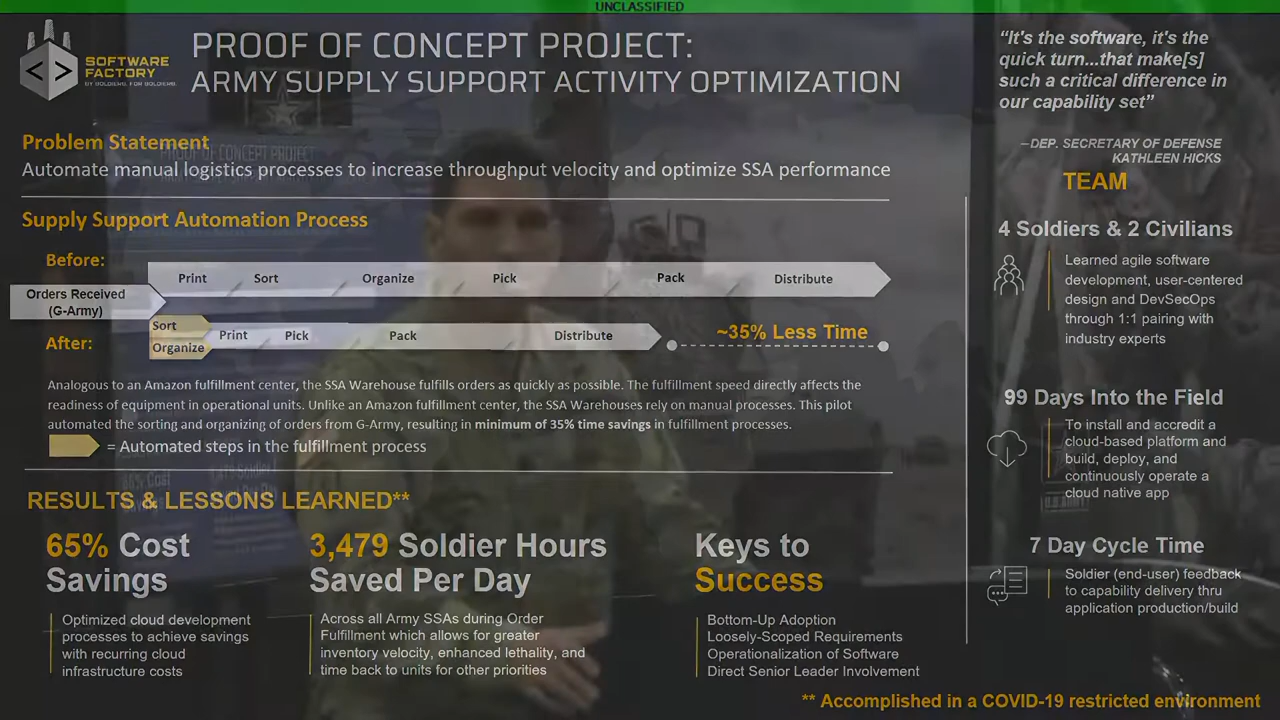 UNCLASSIFIED
SOFTWARE
FACTORY
BY SOLDIERS. FOR SOLDIERS.
PROOF OF CONCEPT PROJECT:
ARMY SUPPLY SUPPORT ACTIVITY OPTIMIZATION
Problem Statement
Automate manual logistics processes to increase throughput velocity and optimize SSA performance
Supply Support Automation Process
Before:
Print Sort Organize Pick Pack Distribute
Orders Received
(G-Army)
After:
Sort
Organize
Print Pick Pack Distribute
~35% Less Time
Analogous to an Amazon fulfillment center, the SSA Warehouse fulfills orders as quickly as possible. The fulfillment speed directly affects the
readiness of equipment in operational units. Unlike an Amazon fulfillment center, the SSA Warehouses rely on manual processes. This pilot
automated the sorting and organizing of orders from G-Army, resulting in minimum of 35% time savings in fulfillment processes.
= Automated steps in the fulfillment process
RESULTS & LESSONS LEARNED**
65% Cost
Savings
Optimized cloud development
processes to achieve savings
with recurring cloud
infrastructure costs
3,479 Soldier Hours
Saved Per Day
Across all Army SSAs during Order
Fulfillment which allows for greater
inventory velocity, enhanced lethality, and
time back to units for other priorities
Keys to
Success
Bottom-Up Adoption
Loosely-Scoped Requirements
Operationalization of Software
Direct Senior Leader Involvement
“It's the software, it's the
quick turn...that make[s]
such a critical difference in
our capability set”
–DEP. SECRETARY OF DEFENSE
KATHLEEN HICKS
TEAM
4 Soldiers & 2 Civilians
Learned agile software
development, user-centered
design and DevSecOps
through 1:1 pairing with
industry experts
99 Days Into the Field
To install and accredit a
cloud-based platform and
build, deploy, and
continuously operate a
cloud native app
7 Day Cycle Time
Soldier (end-user) feedback
to capability delivery thru
application production/build
** Accomplished in a COVID-19 restricted environment
PROOF OF CONCEPT PROJECT
U.S. ARMY